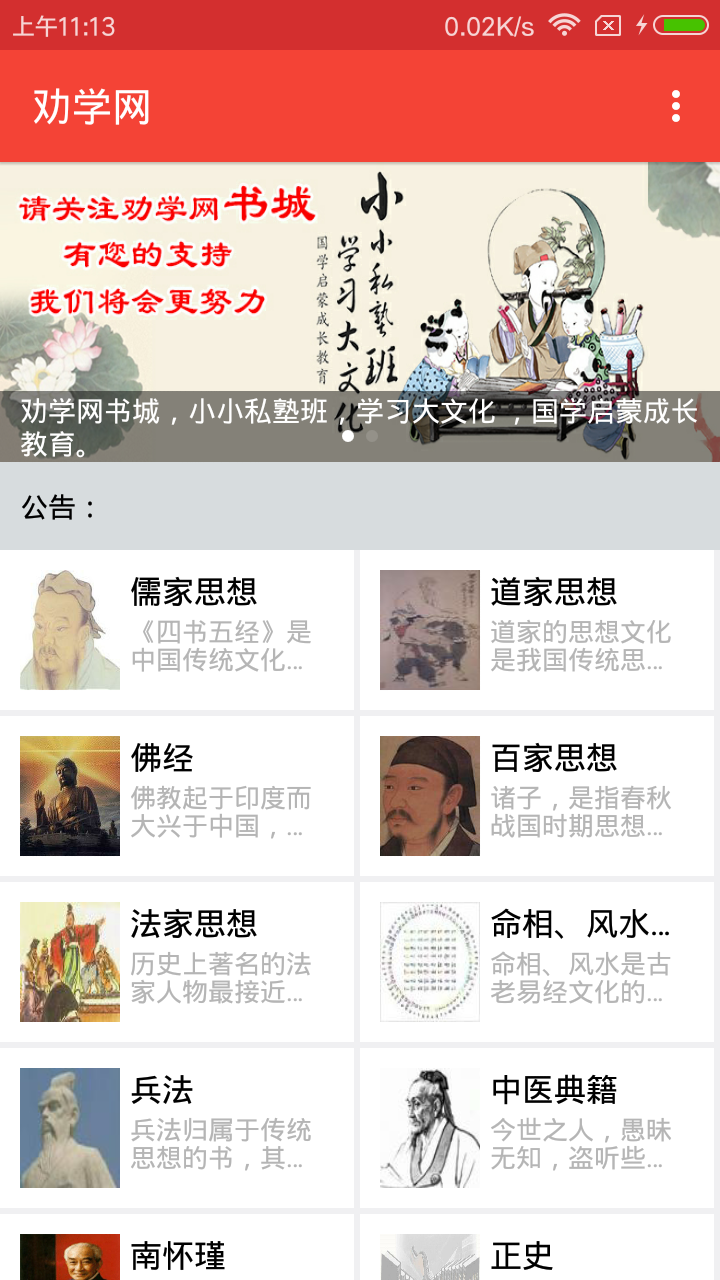 上午11:13
0.02K/s
劝学网
请关注劝学网书城
有您的支持
我们将会更努力
小小私塾班
学习大文化
国学启蒙成长教育
劝学网书城，小小私塾班，学习大文化 ，国学启蒙成长
教育。
公告：
儒家思想
《四书五经》是
中国传统文化...
道家思想
道家的思想文化
是我国传统思...
佛经
佛教起于印度而
大兴于中国，...
百家思想
诸子，是指春秋
战国时期思想...
法家思想
历史上著名的法
家人物最接近...
命相、风水...
命相、风水是古
老易经文化的...
兵法
兵法归属于传统
思想的书，其...
中医典籍
今世之人，愚昧
无知，盗听些...
南怀瑾
正史